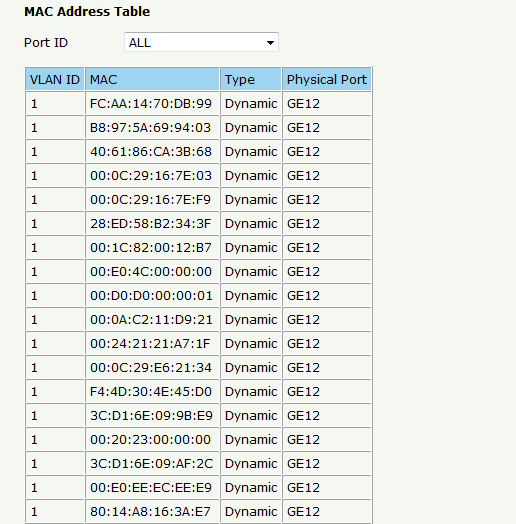 MAC Address Table
Port ID ALL
VLAN ID MAC Type Physical Port
1 FC:AA:14:70:DB:99 Dynamic GE12
1 B8:97:5A:69:94:03 Dynamic GE12
1 40:61:86:CA:3B:68 Dynamic GE12
1 00:0C:29:16:7E:03 Dynamic GE12
1 00:0C:29:16:7E:F9 Dynamic GE12
1 28:ED:58:B2:34:3F Dynamic GE12
1 00:1C:82:00:12:B7 Dynamic GE12
1 00:E0:4C:00:00:00 Dynamic GE12
1 00:D0:D0:00:00:01 Dynamic GE12
1 00:0A:C2:11:D9:21 Dynamic GE12
1 00:24:21:21:A7:1F Dynamic GE12
1 00:0C:29:E6:21:34 Dynamic GE12
1 F4:4D:30:4E:45:D0 Dynamic GE12
1 3C:D1:6E:09:9B:E9 Dynamic GE12
1 00:20:23:00:00:00 Dynamic GE12
1 3C:D1:6E:09:AF:2C Dynamic GE12
1 00:E0:EE:EC:EE:E9 Dynamic GE12
1 80:14:A8:16:3A:E7 Dynamic GE12